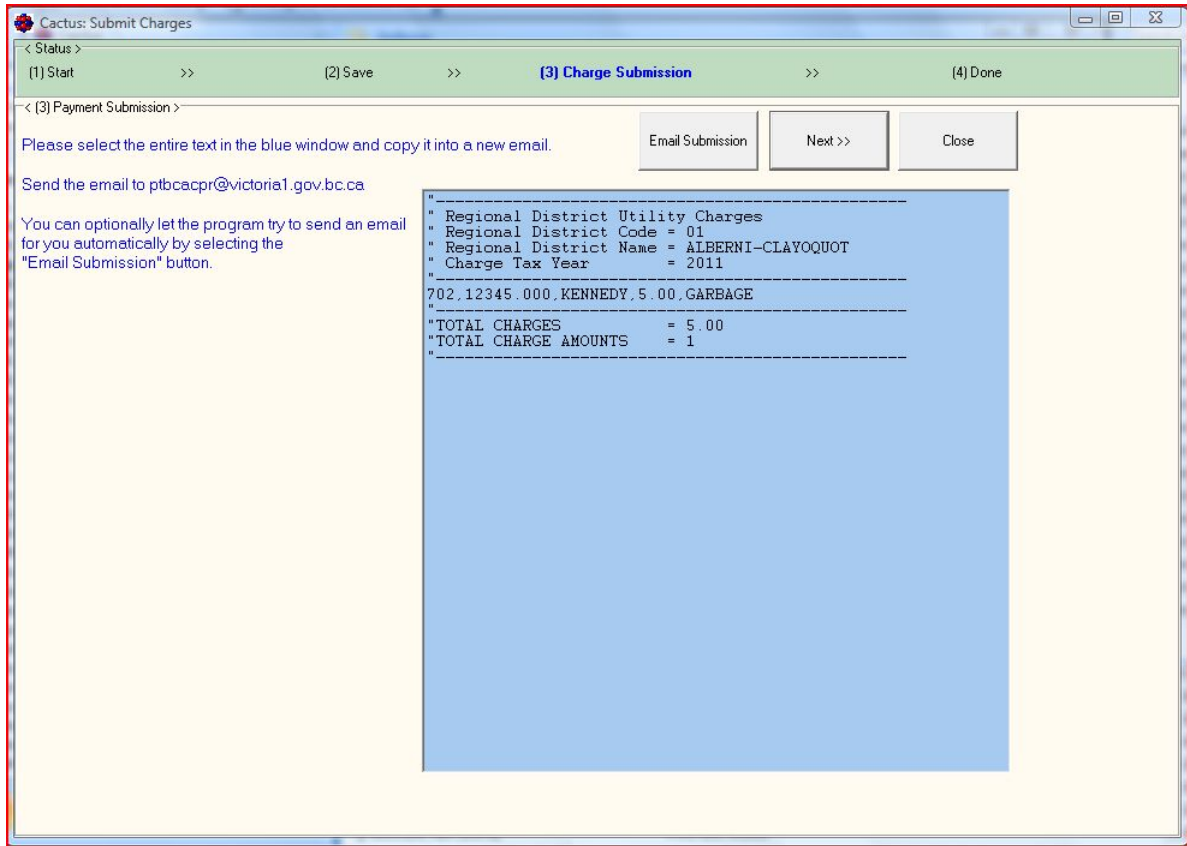 Cactus: Submit Charges
< Status >
(1) Start >> (2) Save >> (3) Charge Submission >> (4) Done
< (3) Payment Submission >
Please select the entire text in the blue window and copy it into a new email.
Send the email to ptbcacpr@victoria1.gov.bc.ca
You can optionally let the program try to send an email
for you automatically by selecting the
"Email Submission" button.
Email Submission Next >> Close
"-------------------------------------------------
" Regional District Utility Charges
" Regional District Code = 01
" Regional District Name = ALBERNI-CLAYOQUOT
" Charge Tax Year        = 2011
"-------------------------------------------------
702,12345.000,KENNEDY,5.00,GARBAGE
"-------------------------------------------------
"TOTAL CHARGES           = 5.00
"TOTAL CHARGE AMOUNTS    = 1
"-------------------------------------------------